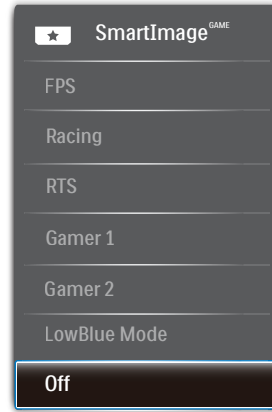 SmartImage GAME
FPS
Racing
RTS
Gamer 1
Gamer 2
LowBlue Mode
Off